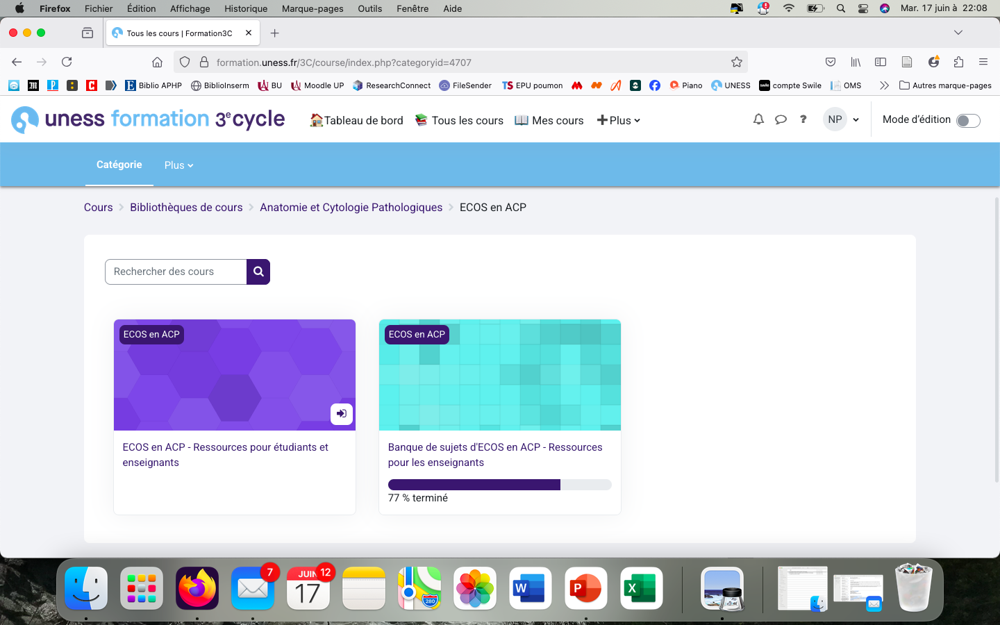 Firefox Fichier Édition Affichage Historique Marque-pages Outils Fenêtre Aide Mar. 17 juin à 22:08
Tous les cours | Formation3C
formation.uness.fr/3C/course/index.php?categoryid=4707
Biblio APHP BiblioInserm BU Moodle UP ResearchConnect FileSender TS EPU poumon Piano UNESS swile compte Swile OMS Autres marque-pages
uness formation 3e cycle Tableau de bord Tous les cours Mes cours Plus ? NP Mode d'édition
Catégorie Plus
Cours Bibliothèques de cours Anatomie et Cytologie Pathologiques ECOS en ACP
Rechercher des cours
ECOS en ACP
ECOS en ACP - Ressources pour étudiants et
enseignants
ECOS en ACP
Banque de sujets d'ECOS en ACP - Ressources
pour les enseignants
77 % terminé
7 JUIN 12
17 280 W P X